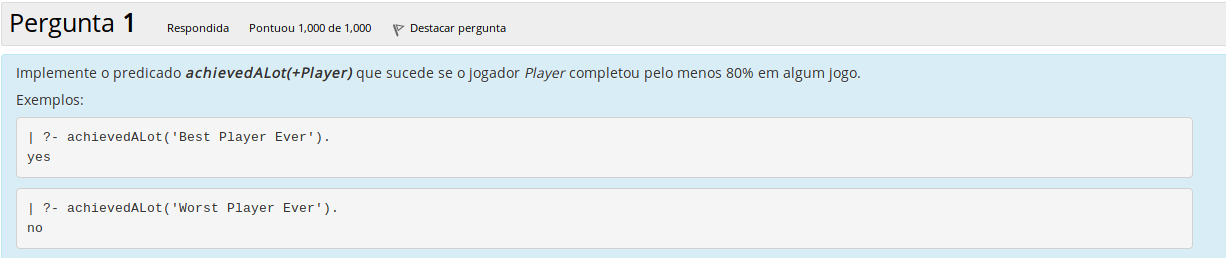 Pergunta 1 Respondida Pontuou 1,000 de 1,000 Destacar pergunta
Implemente o predicado achievedALot(+Player) que sucede se o jogador Player completou pelo menos 80% em algum jogo.
Exemplos:
| ?- achievedALot('Best Player Ever').
yes
| ?- achievedALot('Worst Player Ever').
no